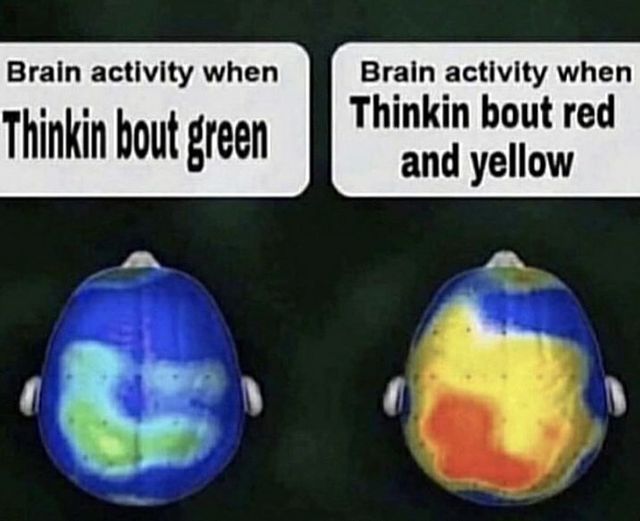 Brain activity when
Thinkin bout green
Brain activity when
Thinkin bout red
and yellow